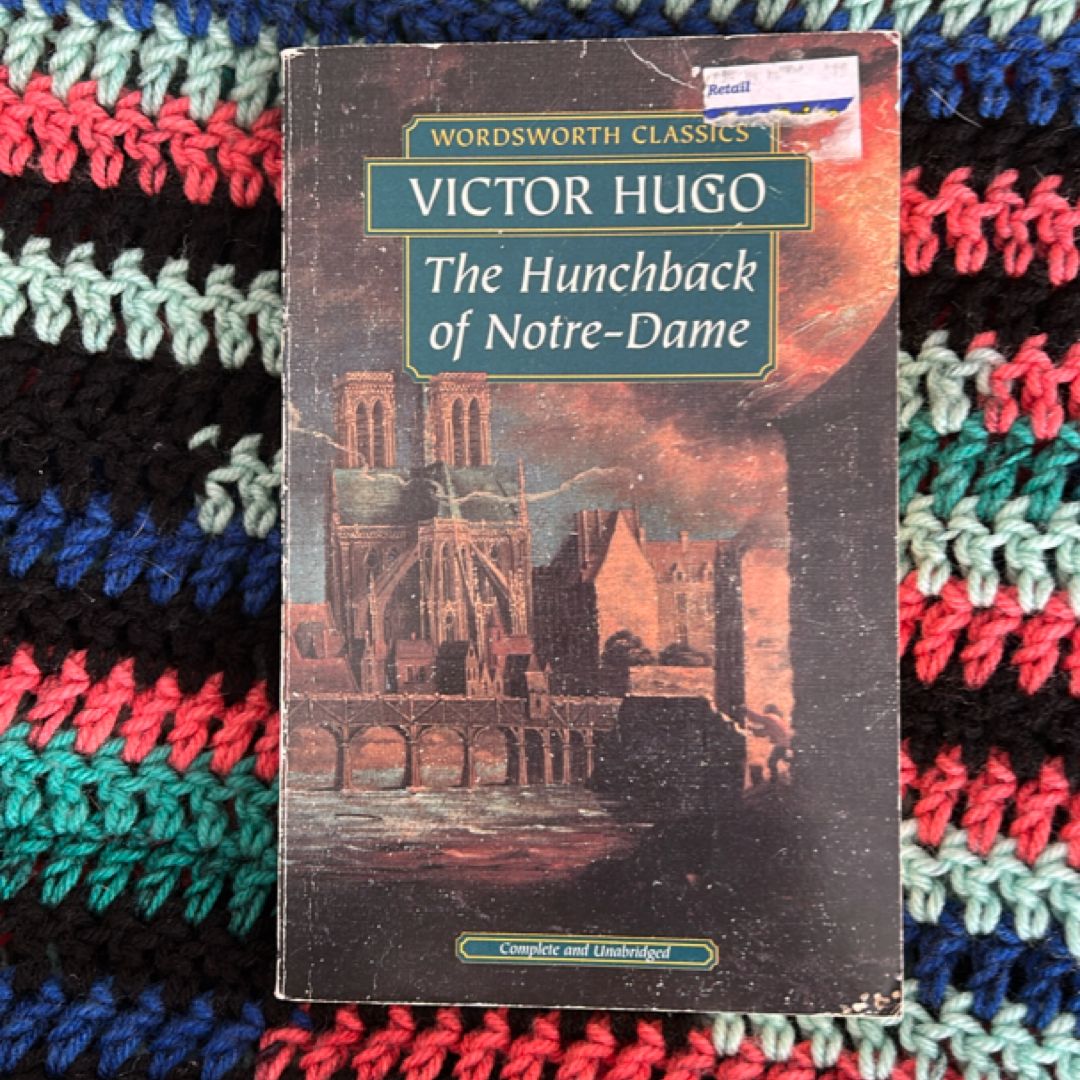 Retail
WORDSWORTH CLASSICS
VICTOR HUGO
The Hunchback
of Notre-Dame
Complete and Unabridged